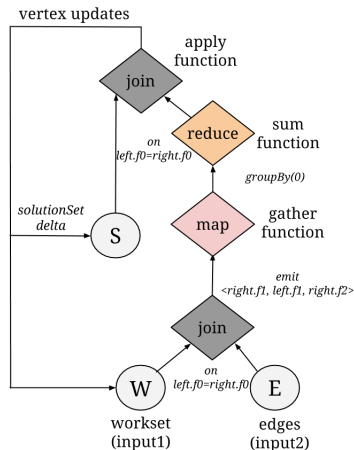 vertex updates
apply
function
join
reduce
sum
function
on
left.f0=right.f0
groupBy(0)
solutionSet
delta
S
map
gather
function
emit
<right.f1, left.f1, right.f2>
join
on
left.f0=right.f0
W
E
workset
(input1)
edges
(input2)